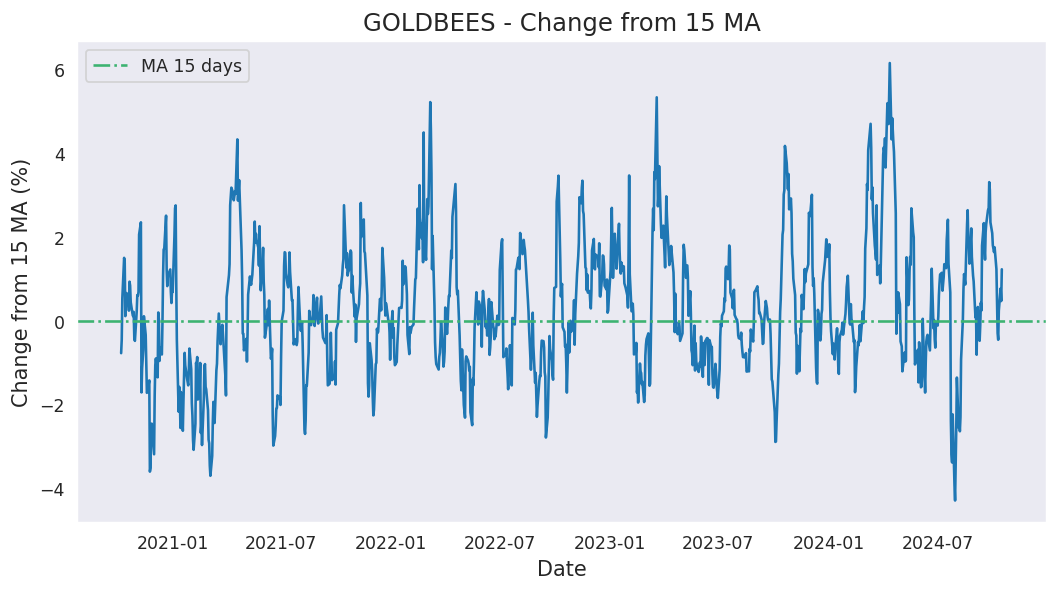 GOLDBEES - Change from 15 MA
MA 15 days
Change from 15 MA (%)
6
4
2
0
−2
−4
2021-01 2021-07 2022-01 2022-07 2023-01 2023-07 2024-01 2024-07
Date